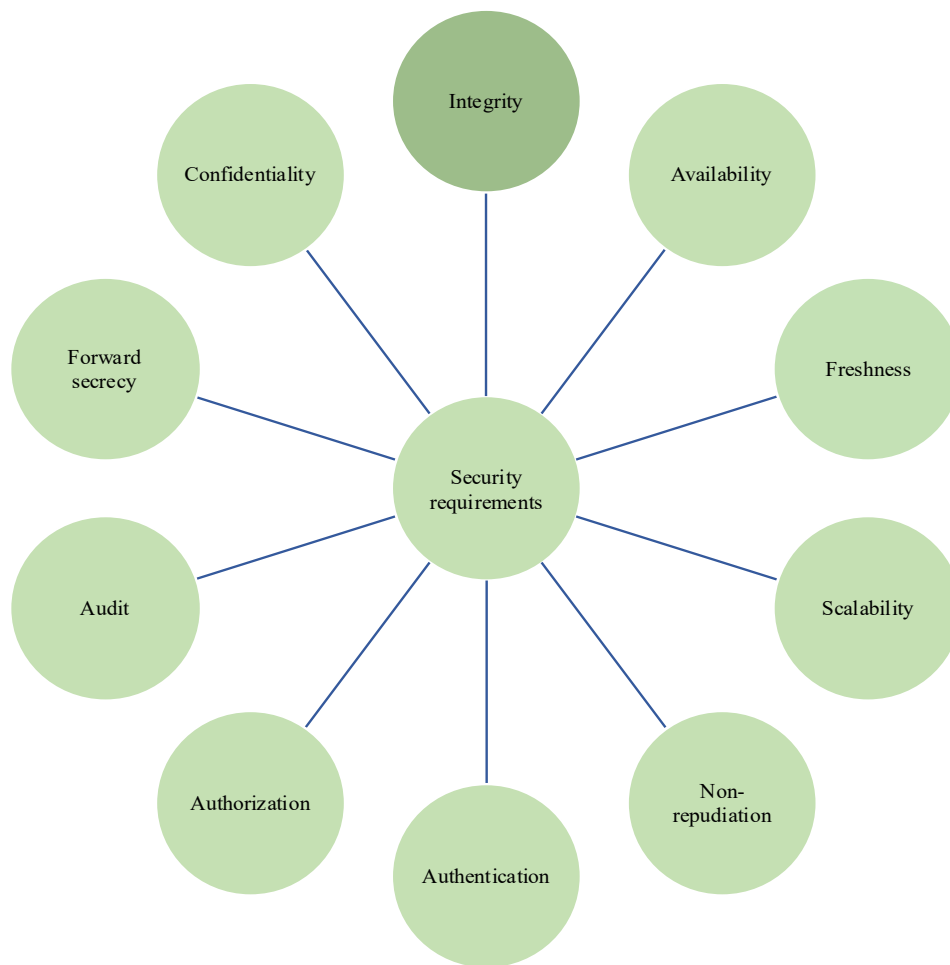 Integrity
Confidentiality
Availability
Forward
secrecy
Freshness
Security
requirements
Audit
Scalability
Authorization
Non-
repudiation
Authentication